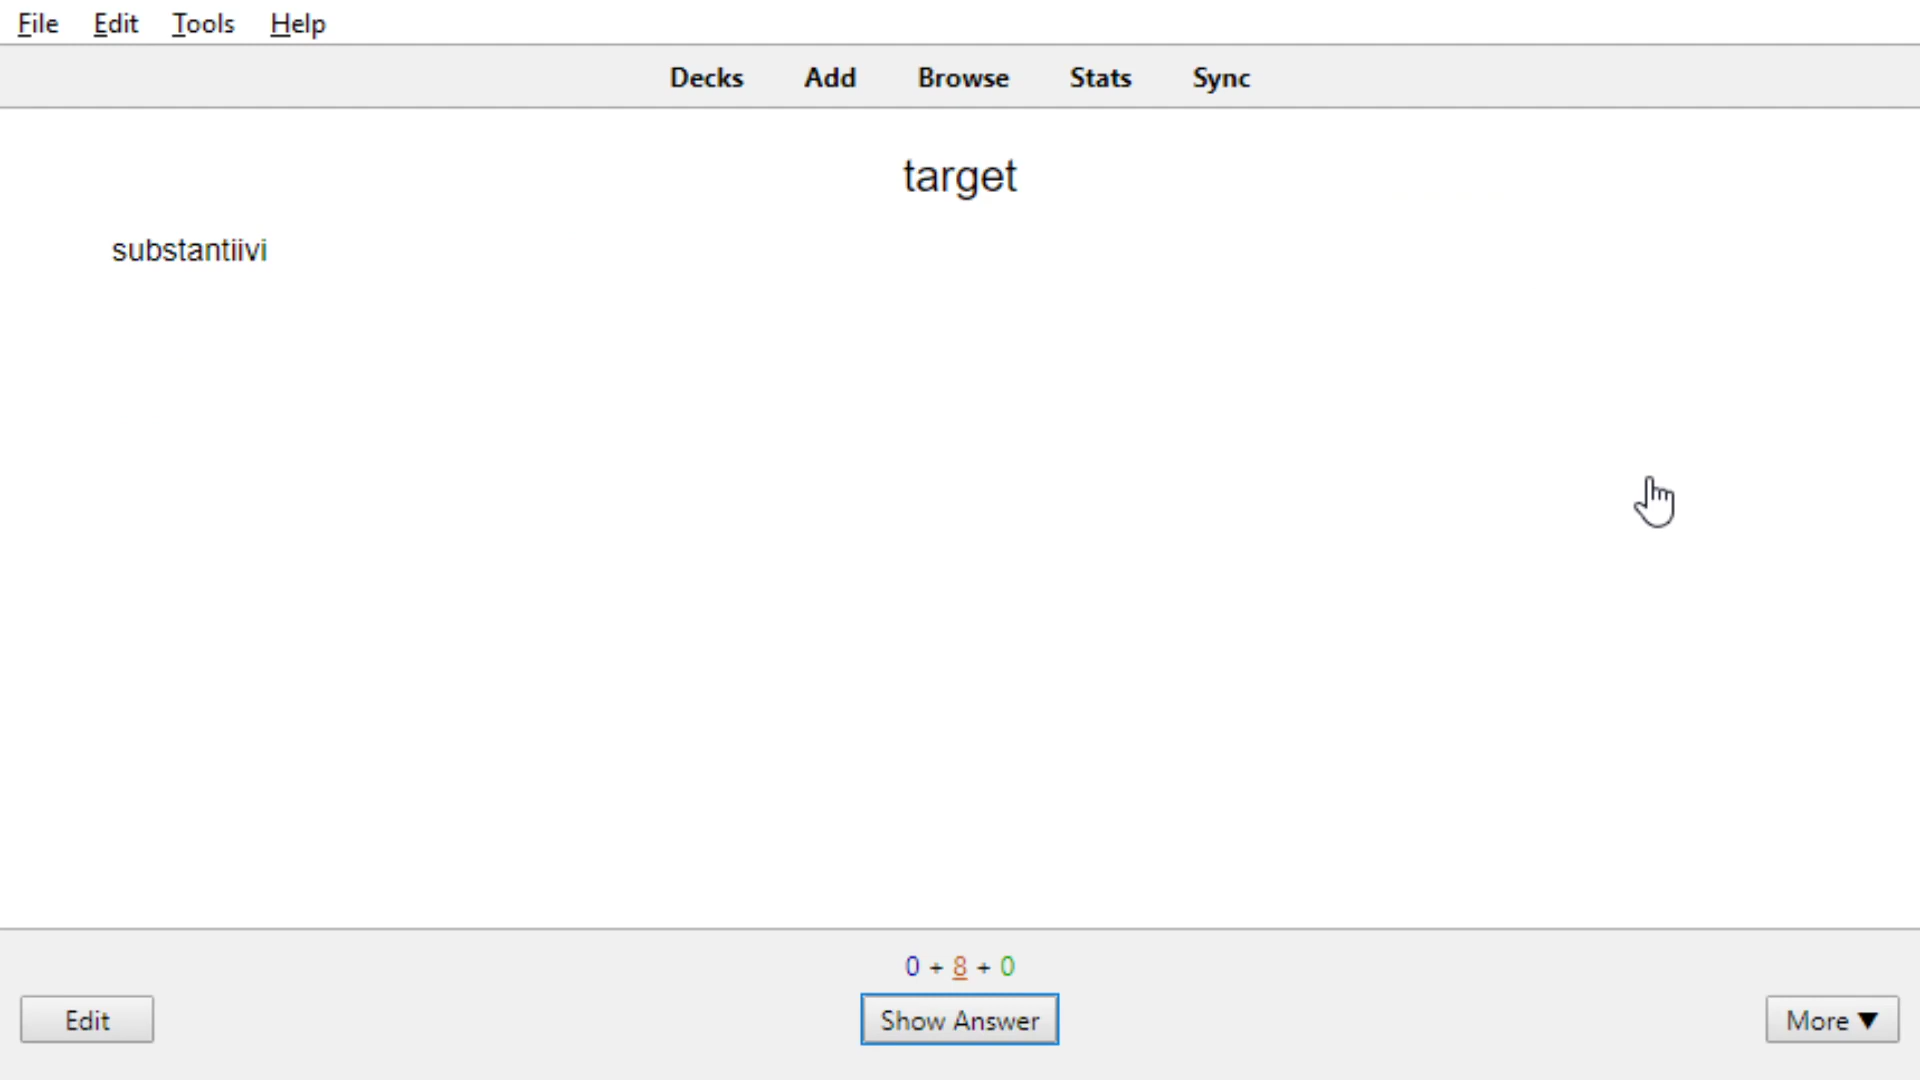 File Edit Tools Help
Decks Add Browse Stats Sync
target
substantiivi
0 + 8 + 0
Edit Show Answer More ▼